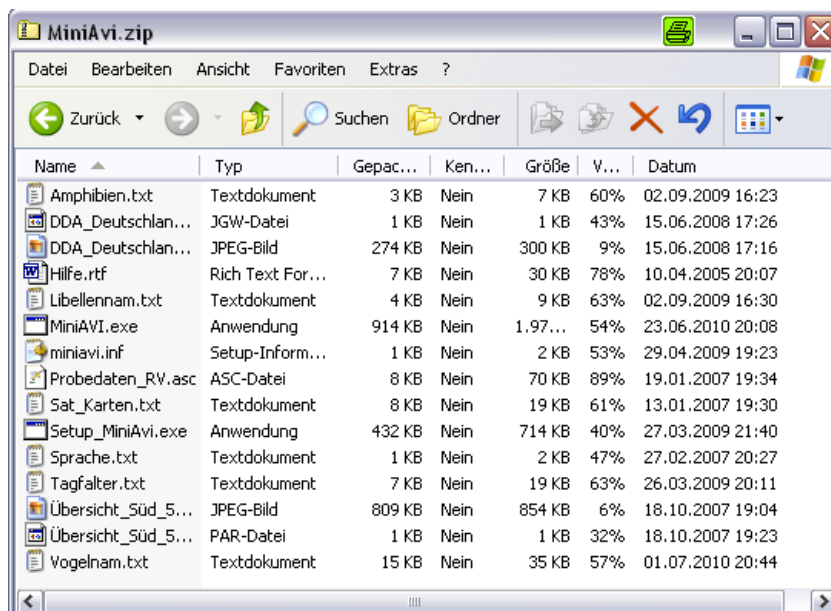 MiniAvi.zip
Datei Bearbeiten Ansicht Favoriten Extras ?
Zurück Suchen Ordner
Name Typ Gepac... Ken... Größe V... Datum
Amphibien.txt Textdokument 3 KB Nein 7 KB 60% 02.09.2009 16:23
DDA_Deutschlan... JGW-Datei 1 KB Nein 1 KB 43% 15.06.2008 17:26
DDA_Deutschlan... JPEG-Bild 274 KB Nein 300 KB 9% 15.06.2008 17:16
Hilfe.rtf Rich Text For... 7 KB Nein 30 KB 78% 10.04.2005 20:07
Libellennam.txt Textdokument 4 KB Nein 9 KB 63% 02.09.2009 16:30
MiniAVI.exe Anwendung 914 KB Nein 1.97... 54% 23.06.2010 20:08
miniavi.inf Setup-Inform... 1 KB Nein 2 KB 53% 29.04.2009 19:23
Probedaten_RV.asc ASC-Datei 8 KB Nein 70 KB 89% 19.01.2007 19:34
Sat_Karten.txt Textdokument 8 KB Nein 19 KB 61% 13.01.2007 19:30
Setup_MiniAvi.exe Anwendung 432 KB Nein 714 KB 40% 27.03.2009 21:40
Sprache.txt Textdokument 1 KB Nein 2 KB 47% 27.02.2007 20:27
Tagfalter.txt Textdokument 7 KB Nein 19 KB 63% 26.03.2009 20:11
Übersicht_Süd_5... JPEG-Bild 809 KB Nein 854 KB 6% 18.10.2007 19:04
Übersicht_Süd_5... PAR-Datei 1 KB Nein 1 KB 32% 18.10.2007 19:23
Vogelnam.txt Textdokument 15 KB Nein 35 KB 57% 01.07.2010 20:44